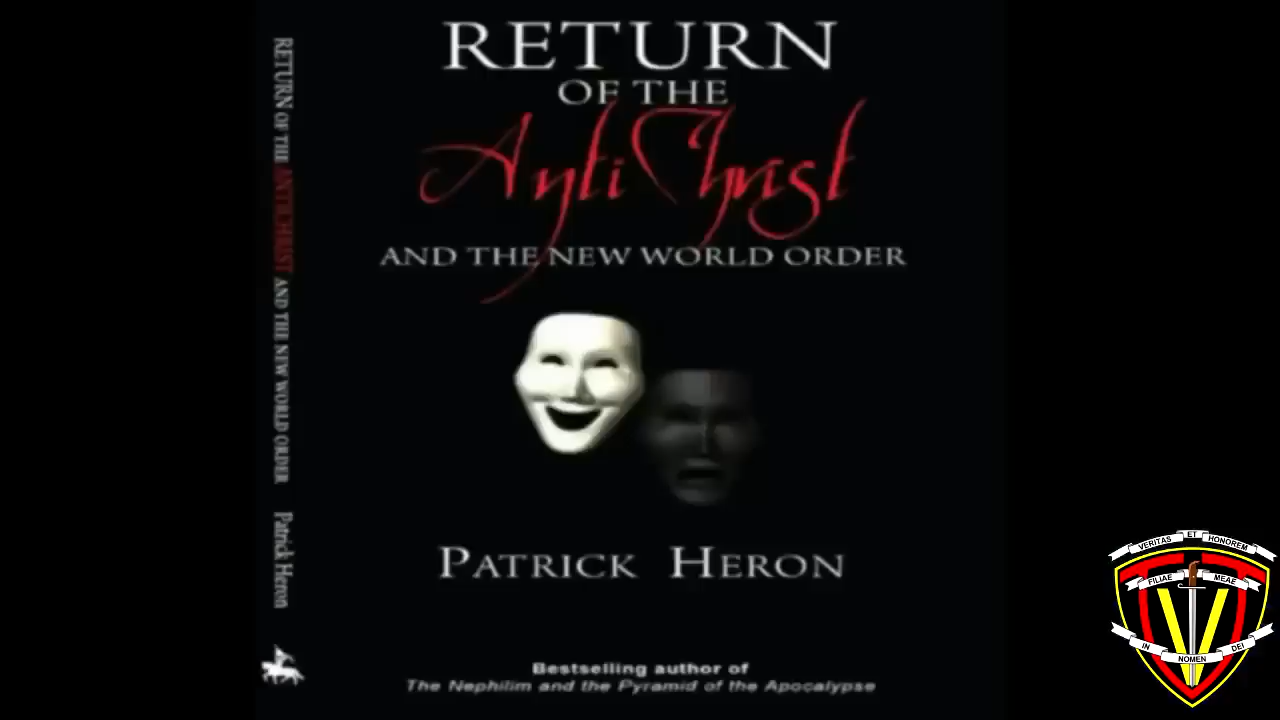 RETURN OF THE ANTICHRIST AND THE NEW WORLD ORDER Patrick Heron
RETURN
OF THE
AntiChrist
AND THE NEW WORLD ORDER
PATRICK HERON
Bestselling author of
The Nephilim and the Pyramid of the Apocalypse
VERITAS ET HONOREM
FILIAE MEAE
IN NOMEN DEI